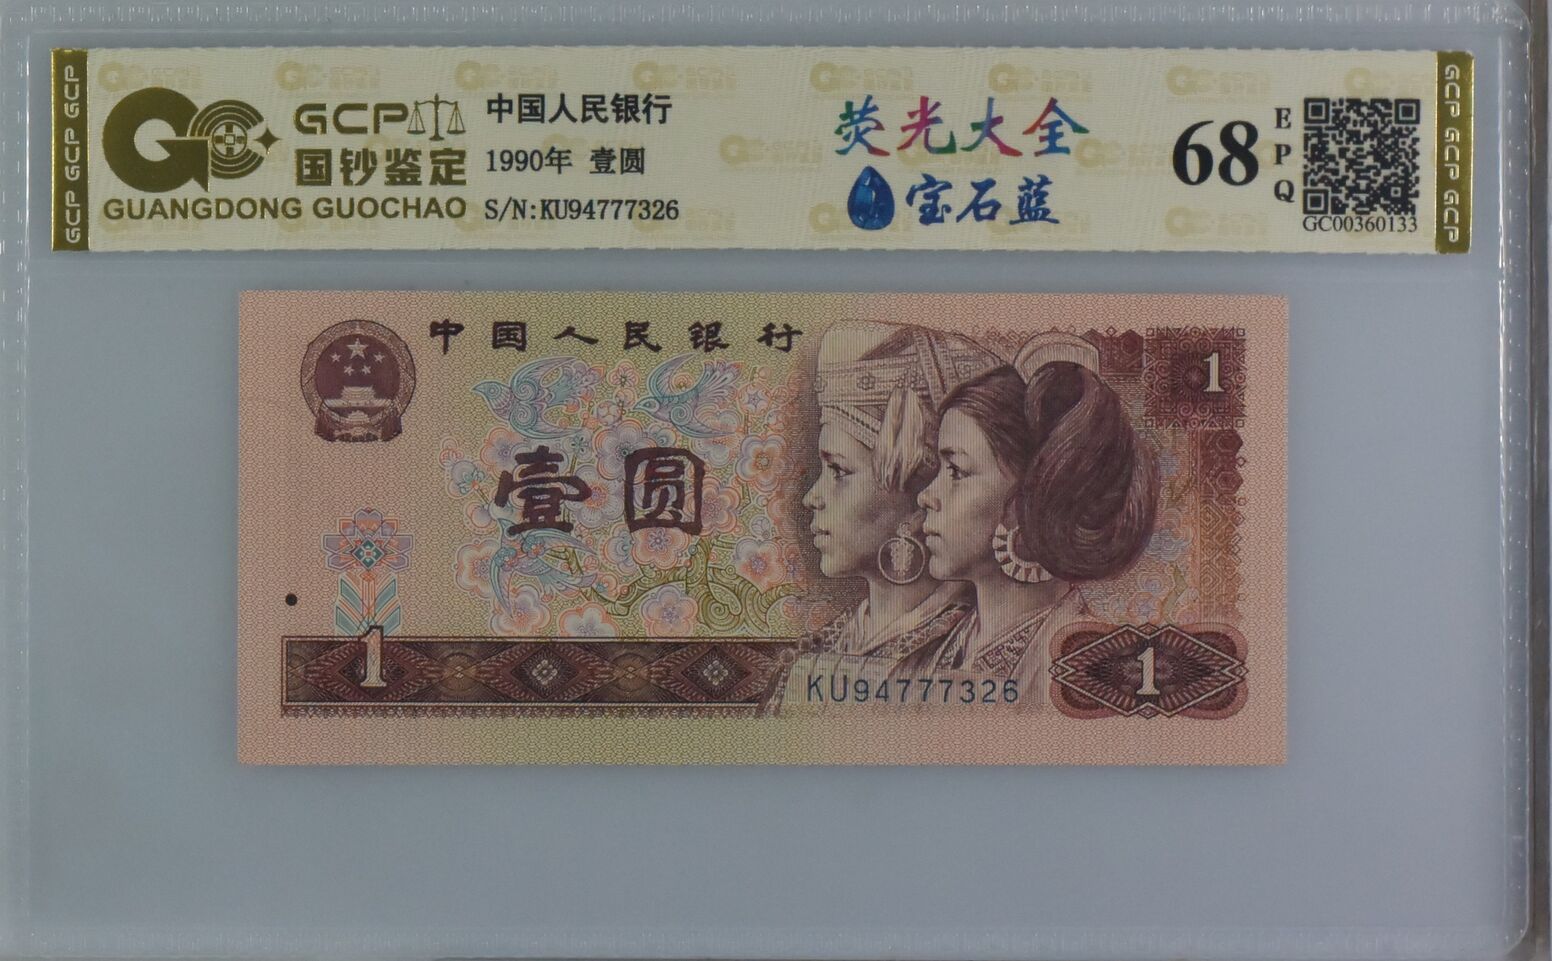 GCP GCP GCP
GCP
国钞鉴定
GUANGDONG GUOCHAO
中国人民银行
1990年 壹圆
S/N:KU94777326
荧光大全
宝石蓝
68
EPQ
GC00360133
GCP GCP GCP
中国人民银行
1
壹圆
1
KU94777326
1